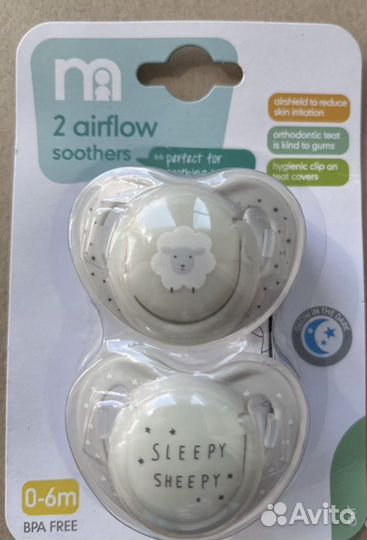 m
2 airflow
soothers
perfect for
airshield to reduce
skin irritation
orthodontic teat
is kind to gums
hygienic clip on
teat covers
GLOW IN THE DARK
SLEEPY
SHEEPY
0-6m
BPA FREE
Avito